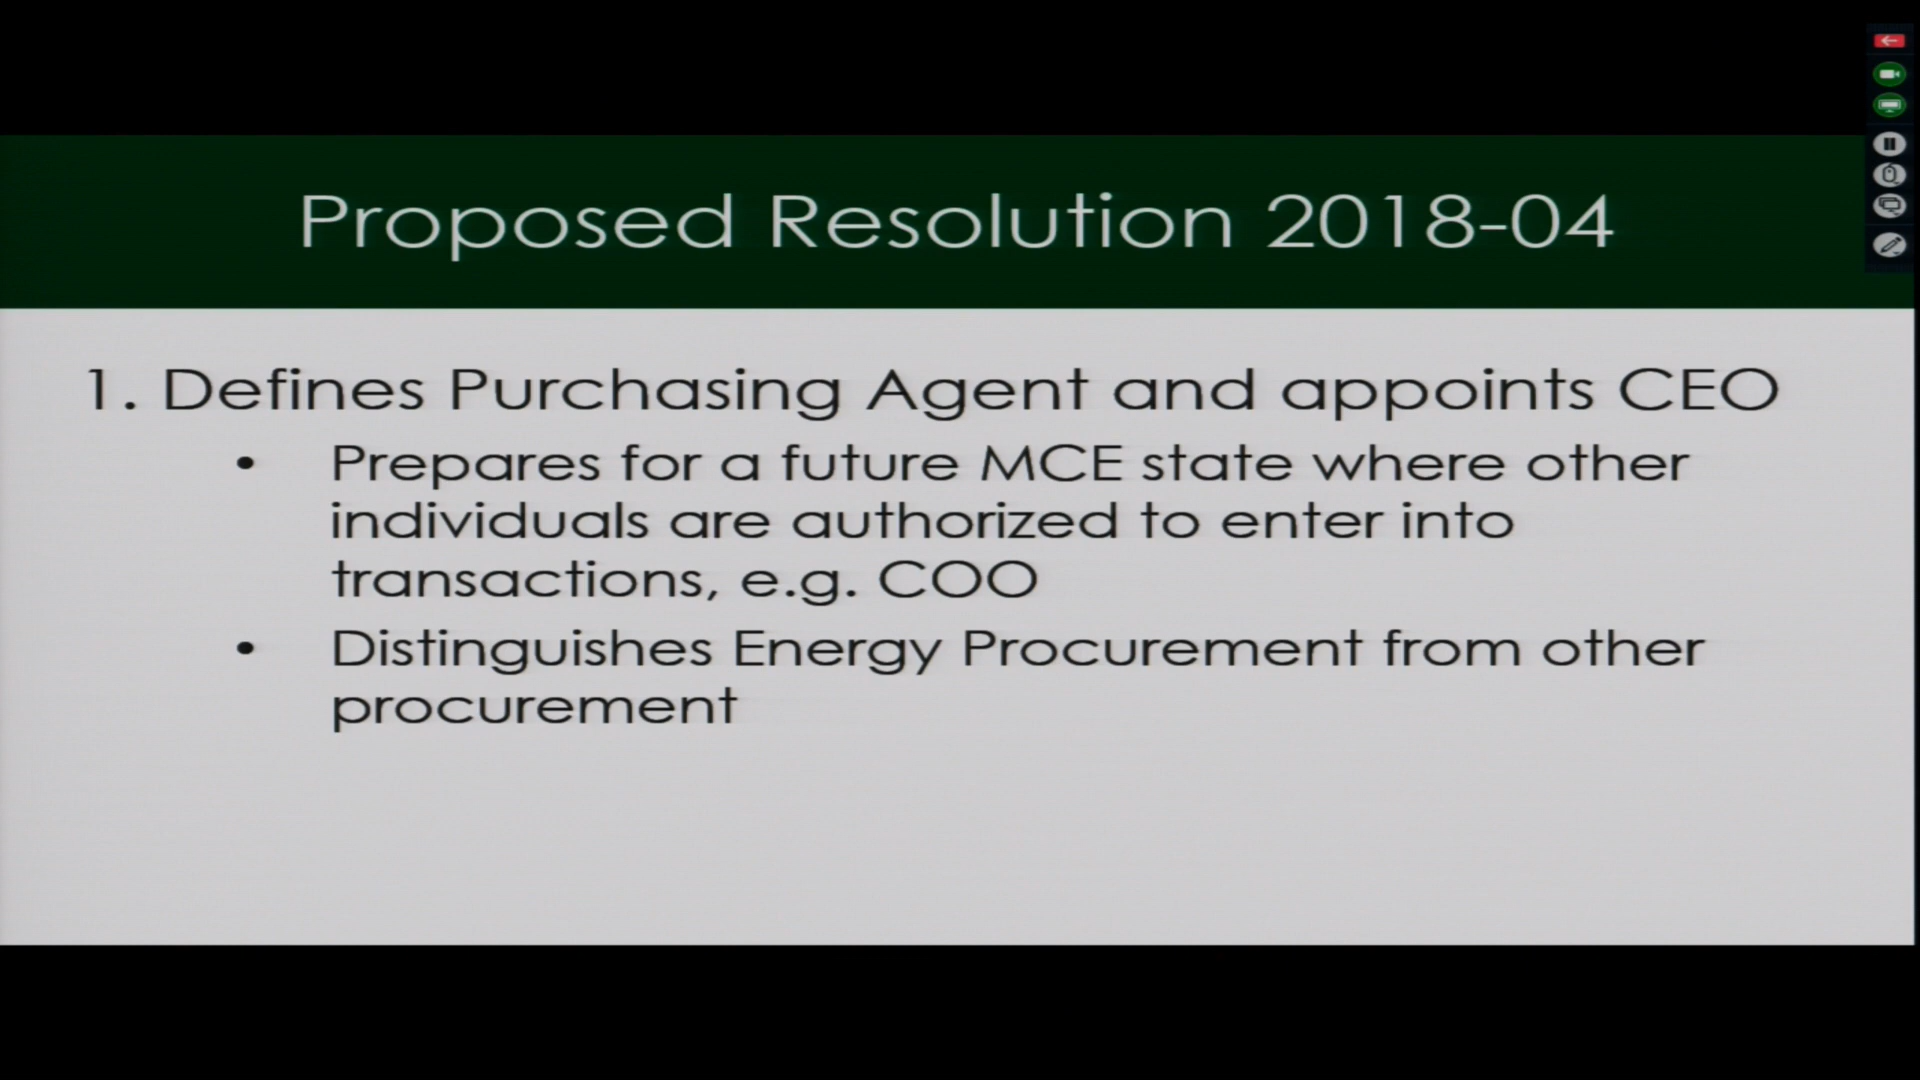 Proposed Resolution 2018-04
1. Defines Purchasing Agent and appoints CEO
• Prepares for a future MCE state where other
individuals are authorized to enter into
transactions, e.g. COO
• Distinguishes Energy Procurement from other
procurement